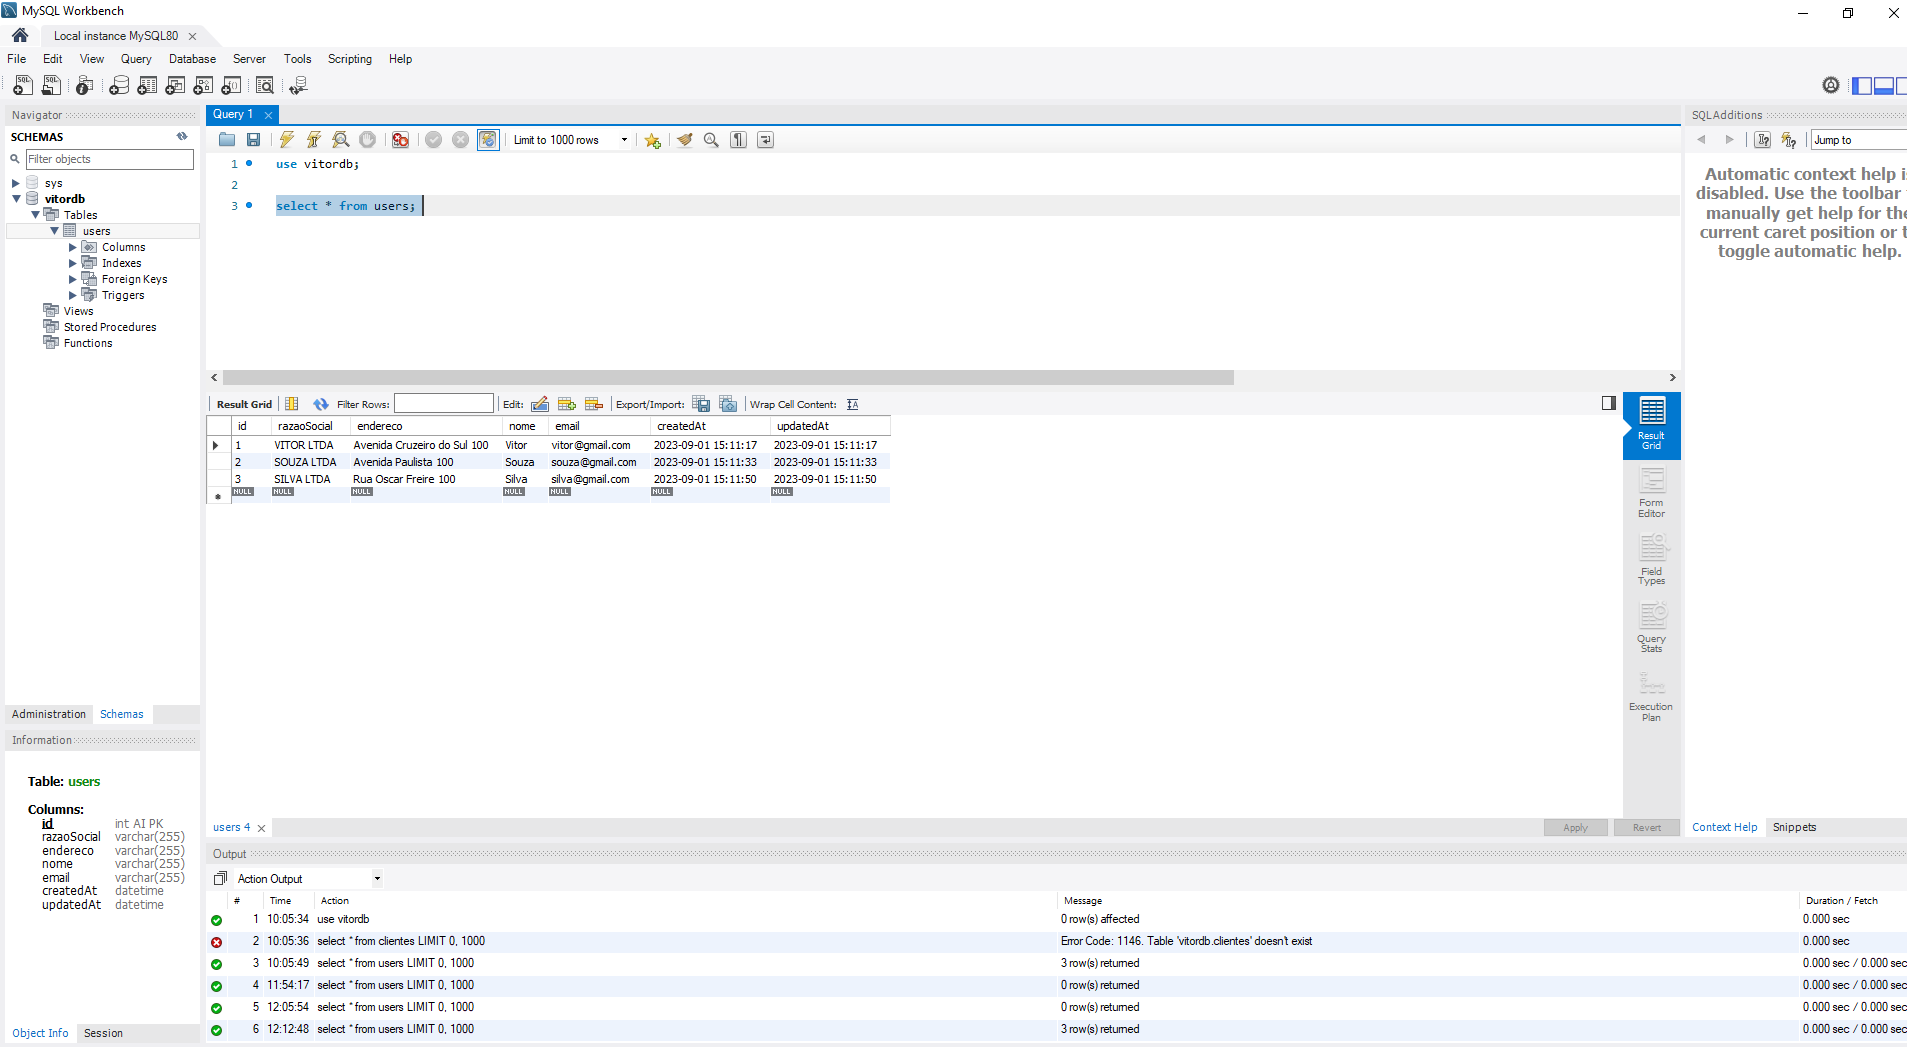 MySQL Workbench
Local instance MySQL80
File Edit View Query Database Server Tools Scripting Help
Navigator
SCHEMAS
Filter objects
sys
vitordb
Tables
users
Columns
Indexes
Foreign Keys
Triggers
Views
Stored Procedures
Functions
Administration Schemas
Information
Table: users
Columns:
id int AI PK
razaoSocial varchar(255)
endereco varchar(255)
nome varchar(255)
email varchar(255)
createdAt datetime
updatedAt datetime
Object Info Session
Query 1
Limit to 1000 rows
1 use vitordb;
2
3 select * from users;
Result Grid Filter Rows: Edit: Export/Import: Wrap Cell Content:
id razaoSocial endereco nome email createdAt updatedAt
1 VITOR LTDA Avenida Cruzeiro do Sul 100 Vitor vitor@gmail.com 2023-09-01 15:11:17 2023-09-01 15:11:17
2 SOUZA LTDA Avenida Paulista 100 Souza souza@gmail.com 2023-09-01 15:11:33 2023-09-01 15:11:33
3 SILVA LTDA Rua Oscar Freire 100 Silva silva@gmail.com 2023-09-01 15:11:50 2023-09-01 15:11:50
NULL NULL NULL NULL NULL NULL NULL
Result
Grid
Form
Editor
Field
Types
Query
Stats
Execution
Plan
users 4
Apply Revert
SQLAdditions
Jump to
Automatic context help
disabled. Use the toolbar
manually get help for the
current caret position or
toggle automatic help.
Context Help Snippets
Output
Action Output
# Time Action Message Duration / Fetch
1 10:05:34 use vitordb 0 row(s) affected 0.000 sec
2 10:05:36 select * from clientes LIMIT 0, 1000 Error Code: 1146. Table 'vitordb.clientes' doesn't exist 0.000 sec
3 10:05:49 select * from users LIMIT 0, 1000 3 row(s) returned 0.000 sec / 0.000 sec
4 11:54:17 select * from users LIMIT 0, 1000 0 row(s) returned 0.000 sec / 0.000 sec
5 12:05:54 select * from users LIMIT 0, 1000 0 row(s) returned 0.000 sec / 0.000 sec
6 12:12:48 select * from users LIMIT 0, 1000 3 row(s) returned 0.000 sec / 0.000 sec